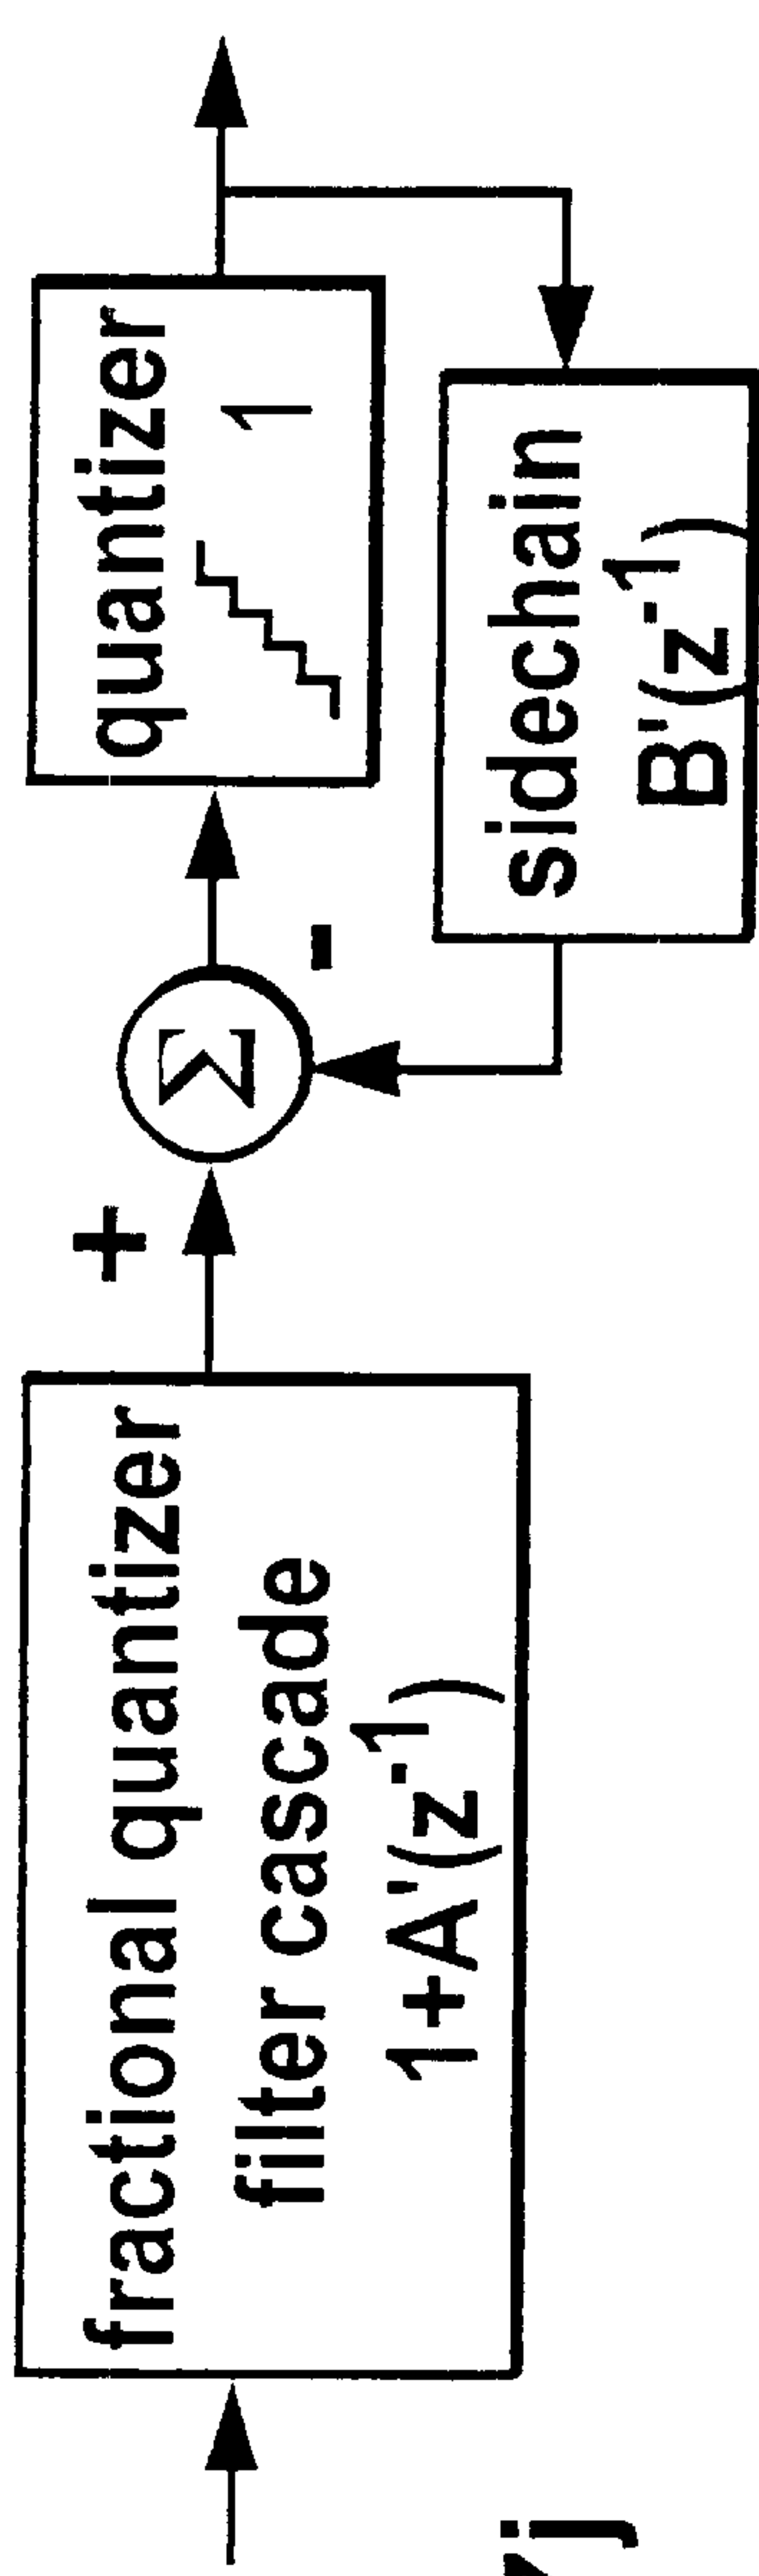 fractional quantizer
filter cascade
1+A'(z⁻¹)
+
Σ
-
quantizer
1
sidechain
B'(z⁻¹)